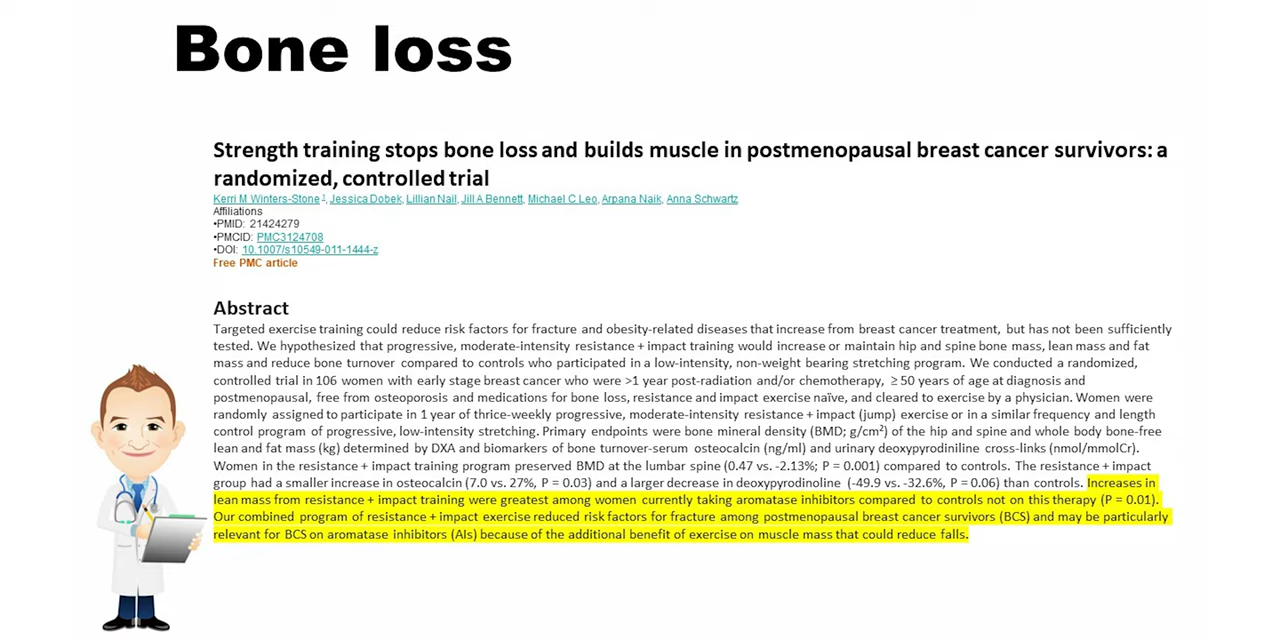 Bone loss
Strength training stops bone loss and builds muscle in postmenopausal breast cancer survivors: a
randomized, controlled trial
Kerri M Winters-Stone 1, Jessica Dobek, Lillian Nail, Jill A Bennett, Michael C Leo, Arpana Naik, Anna Schwartz
Affiliations
•PMID: 21424279
•PMCID: PMC3124708
•DOI: 10.1007/s10549-011-1444-z
Free PMC article
Abstract
Targeted exercise training could reduce risk factors for fracture and obesity-related diseases that increase from breast cancer treatment, but has not been sufficiently
tested. We hypothesized that progressive, moderate-intensity resistance + impact training would increase or maintain hip and spine bone mass, lean mass and fat
mass and reduce bone turnover compared to controls who participated in a low-intensity, non-weight bearing stretching program. We conducted a randomized,
controlled trial in 106 women with early stage breast cancer who were >1 year post-radiation and/or chemotherapy, ≥ 50 years of age at diagnosis and
postmenopausal, free from osteoporosis and medications for bone loss, resistance and impact exercise naïve, and cleared to exercise by a physician. Women were
randomly assigned to participate in 1 year of thrice-weekly progressive, moderate-intensity resistance + impact (jump) exercise or in a similar frequency and length
control program of progressive, low-intensity stretching. Primary endpoints were bone mineral density (BMD; g/cm²) of the hip and spine and whole body bone-free
lean and fat mass (kg) determined by DXA and biomarkers of bone turnover-serum osteocalcin (ng/ml) and urinary deoxypyrodiniline cross-links (nmol/mmolCr).
Women in the resistance + impact training program preserved BMD at the lumbar spine (0.47 vs. -2.13%; P = 0.001) compared to controls. The resistance + impact
group had a smaller increase in osteocalcin (7.0 vs. 27%, P = 0.03) and a larger decrease in deoxypyrodinoline (-49.9 vs. -32.6%, P = 0.06) than controls. Increases in
lean mass from resistance + impact training were greatest among women currently taking aromatase inhibitors compared to controls not on this therapy (P = 0.01).
Our combined program of resistance + impact exercise reduced risk factors for fracture among postmenopausal breast cancer survivors (BCS) and may be particularly
relevant for BCS on aromatase inhibitors (AIs) because of the additional benefit of exercise on muscle mass that could reduce falls.